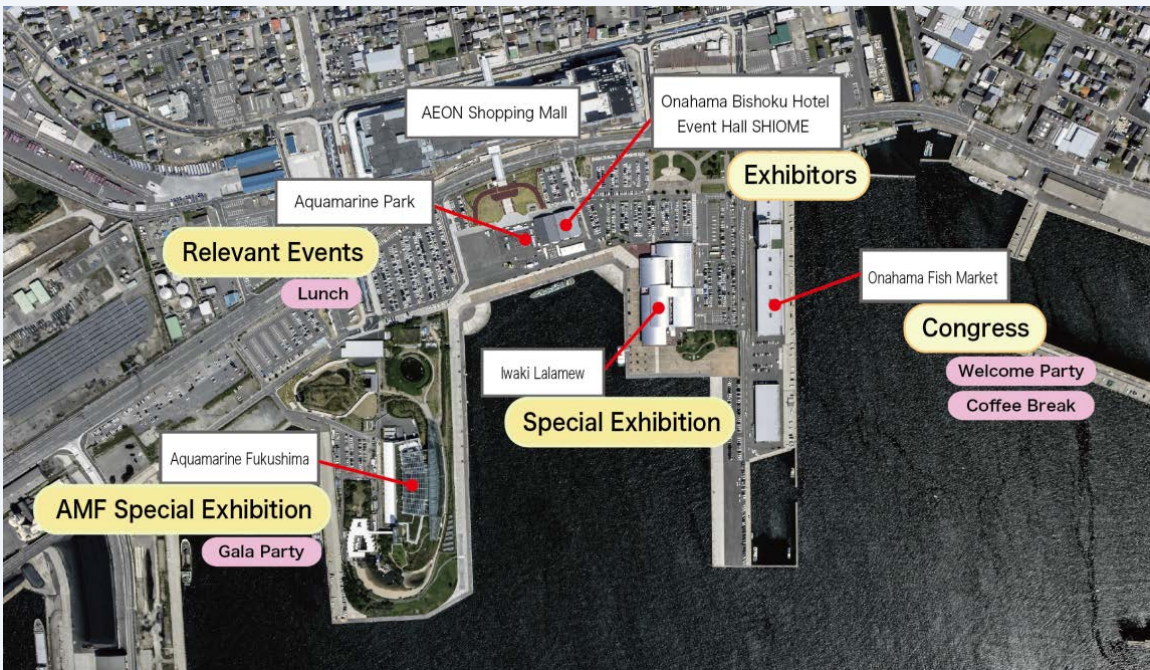 AEON Shopping Mall
Onahama Bishoku Hotel
Event Hall SHIOME
Exhibitors
Aquamarine Park
Relevant Events
Lunch
Onahama Fish Market
Congress
Welcome Party
Coffee Break
Iwaki Lalamew
Special Exhibition
Aquamarine Fukushima
AMF Special Exhibition
Gala Party